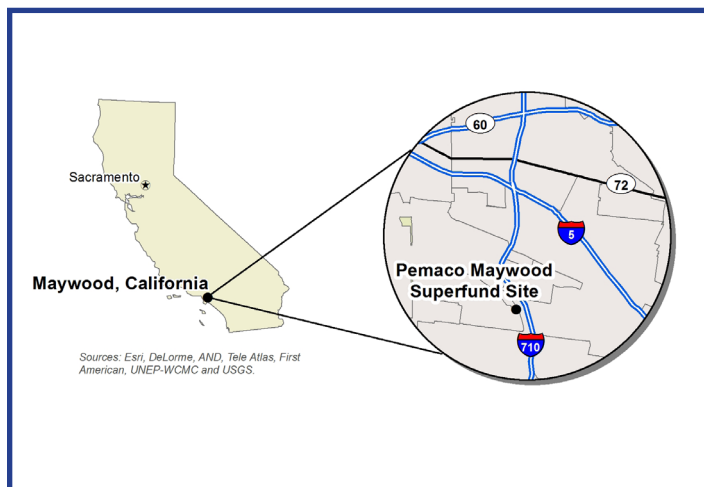 60
Sacramento
72
5
Maywood, California
Pemaco Maywood
Superfund Site
710
Sources: Esri, DeLorme, AND, Tele Atlas, First
American, UNEP-WCMC and USGS.